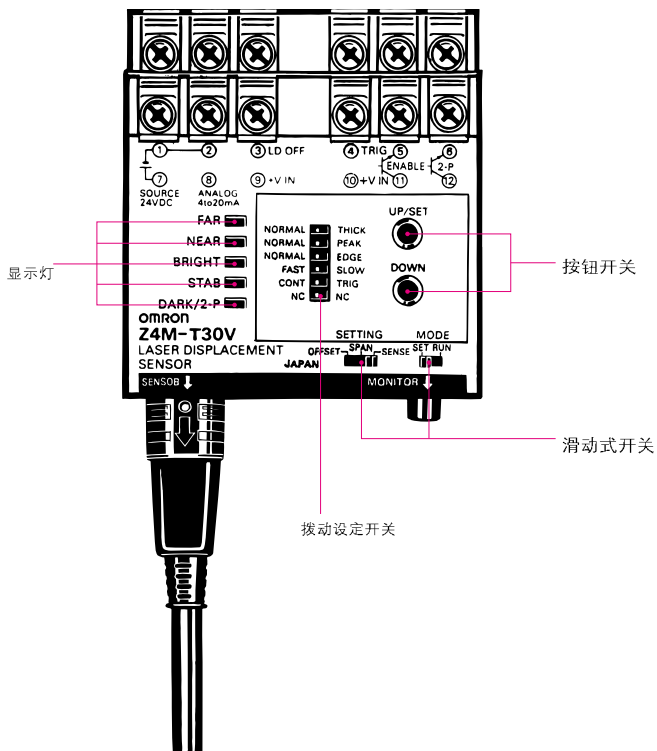 ① ② ③ LD OFF ④ TRIG ⑤ ⑥
ENABLE 2-P
⑦ ⑧ ⑨ +V IN ⑩ +V IN ⑪ ⑫
SOURCE
24VDC
ANALOG
4to20mA
FAR
NEAR
BRIGHT
STAB
DARK/2-P
显示灯
NORMAL THICK
NORMAL PEAK
NORMAL EDGE
FAST SLOW
CONT TRIG
NC NC
UP/SET
DOWN
按钮开关
OMRON
Z4M-T30V
LASER DISPLACEMENT
SENSOR
JAPAN
SETTING
OFFSET SPAN SENSE
MODE
SET RUN
SENSOR
MONITOR
滑动式开关
拨动设定开关